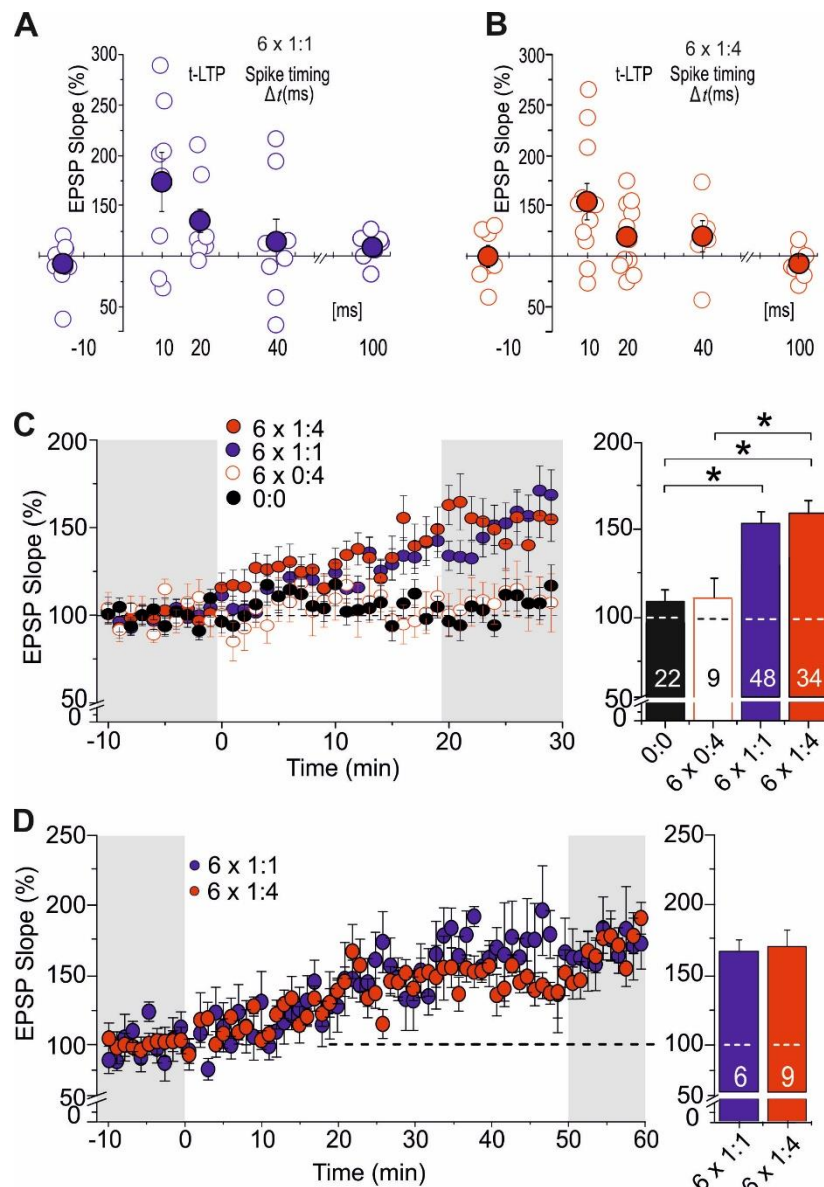 A
6 x 1:1
300
250
200
150
50
EPSP Slope (%)
t-LTP
Spike timing
Δt(ms)
[ms]
-10
10
20
40
100
B
6 x 1:4
300
250
200
150
50
EPSP Slope (%)
t-LTP
Spike timing
Δt(ms)
[ms]
-10
10
20
40
100
C
6 x 1:4
6 x 1:1
6 x 0:4
0:0
200
150
100
50
0
EPSP Slope (%)
-10
0
10
20
30
Time (min)
200
150
100
50
0
*
*
*
22
9
48
34
0:0
6 x 0:4
6 x 1:1
6 x 1:4
D
6 x 1:1
6 x 1:4
250
200
150
100
50
0
EPSP Slope (%)
-10
0
10
20
30
40
50
60
Time (min)
250
200
150
100
50
0
6
9
6 x 1:1
6 x 1:4